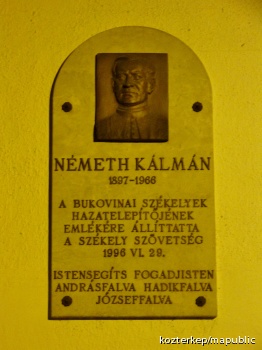 NÉMETH KÁLMÁN
1897-1966
A BUKOVINAI SZÉKELYEK
HAZATELEPÍTŐJÉNEK
EMLÉKÉRE ÁLLÍTTATTA
A SZÉKELY SZÖVETSÉG
1996 VI. 29.
ISTENSEGÍTS FOGADJISTEN
ANDRÁSFALVA HADIKFALVA
JÓZSEFFALVA
kozterkep/mapublic